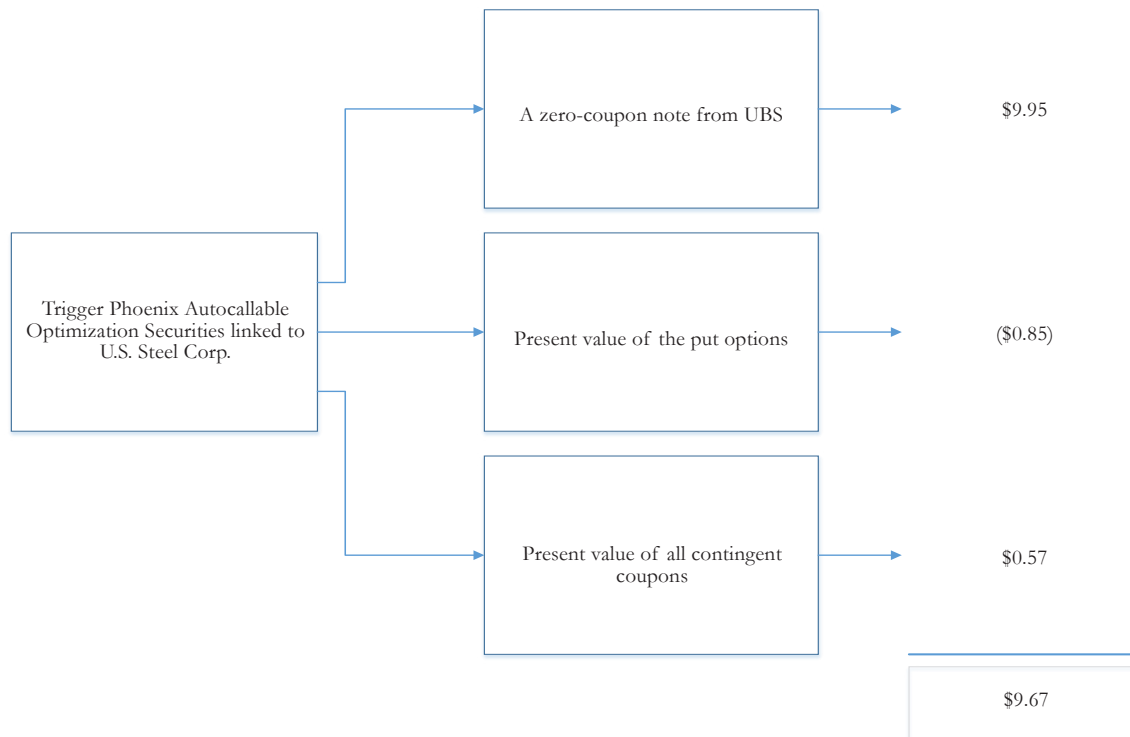 A zero-coupon note from UBS
$9.95
Trigger Phoenix Autocallable
Optimization Securities linked to
U.S. Steel Corp.
Present value of the put options
($0.85)
Present value of all contingent
coupons
$0.57
$9.67